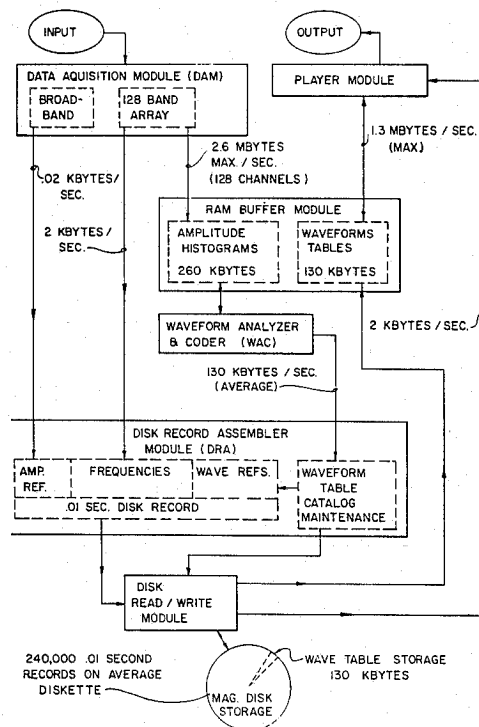 INPUT
OUTPUT
DATA AQUISITION MODULE (DAM)
BROAD-
BAND
128 BAND
ARRAY
PLAYER MODULE
.02 KBYTES/
SEC.
2.6 MBYTES
MAX. / SEC.
(128 CHANNELS)
1.3 MBYTES / SEC.
(MAX.)
2 KBYTES /
SEC.
RAM BUFFER MODULE
AMPLITUDE
HISTOGRAMS
260 KBYTES
WAVEFORMS
TABLES
130 KBYTES
WAVEFORM ANALYZER
& CODER (WAC)
2 KBYTES / SEC.
130 KBYTES / SEC.
(AVERAGE)
DISK RECORD ASSEMBLER
MODULE (DRA)
AMP.
REF.
FREQUENCIES
WAVE REFS.
.01 SEC. DISK RECORD
WAVEFORM
TABLE
CATALOG
MAINTENANCE
DISK
READ / WRITE
MODULE
240,000 .01 SECOND
RECORDS ON AVERAGE
DISKETTE
WAVE TABLE STORAGE
130 KBYTES
MAG. DISK
STORAGE